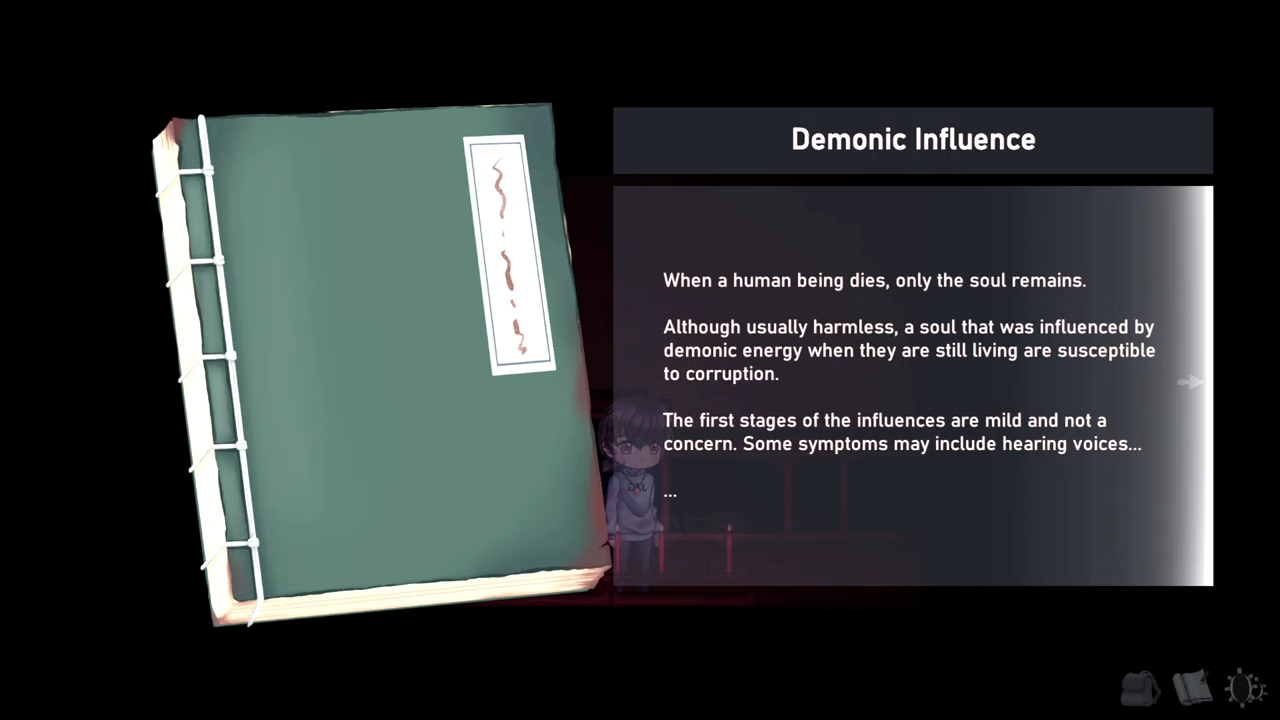 Demonic Influence
When a human being dies, only the soul remains.
Although usually harmless, a soul that was influenced by
demonic energy when they are still living are susceptible
to corruption.
The first stages of the influences are mild and not a
concern. Some symptoms may include hearing voices...
...